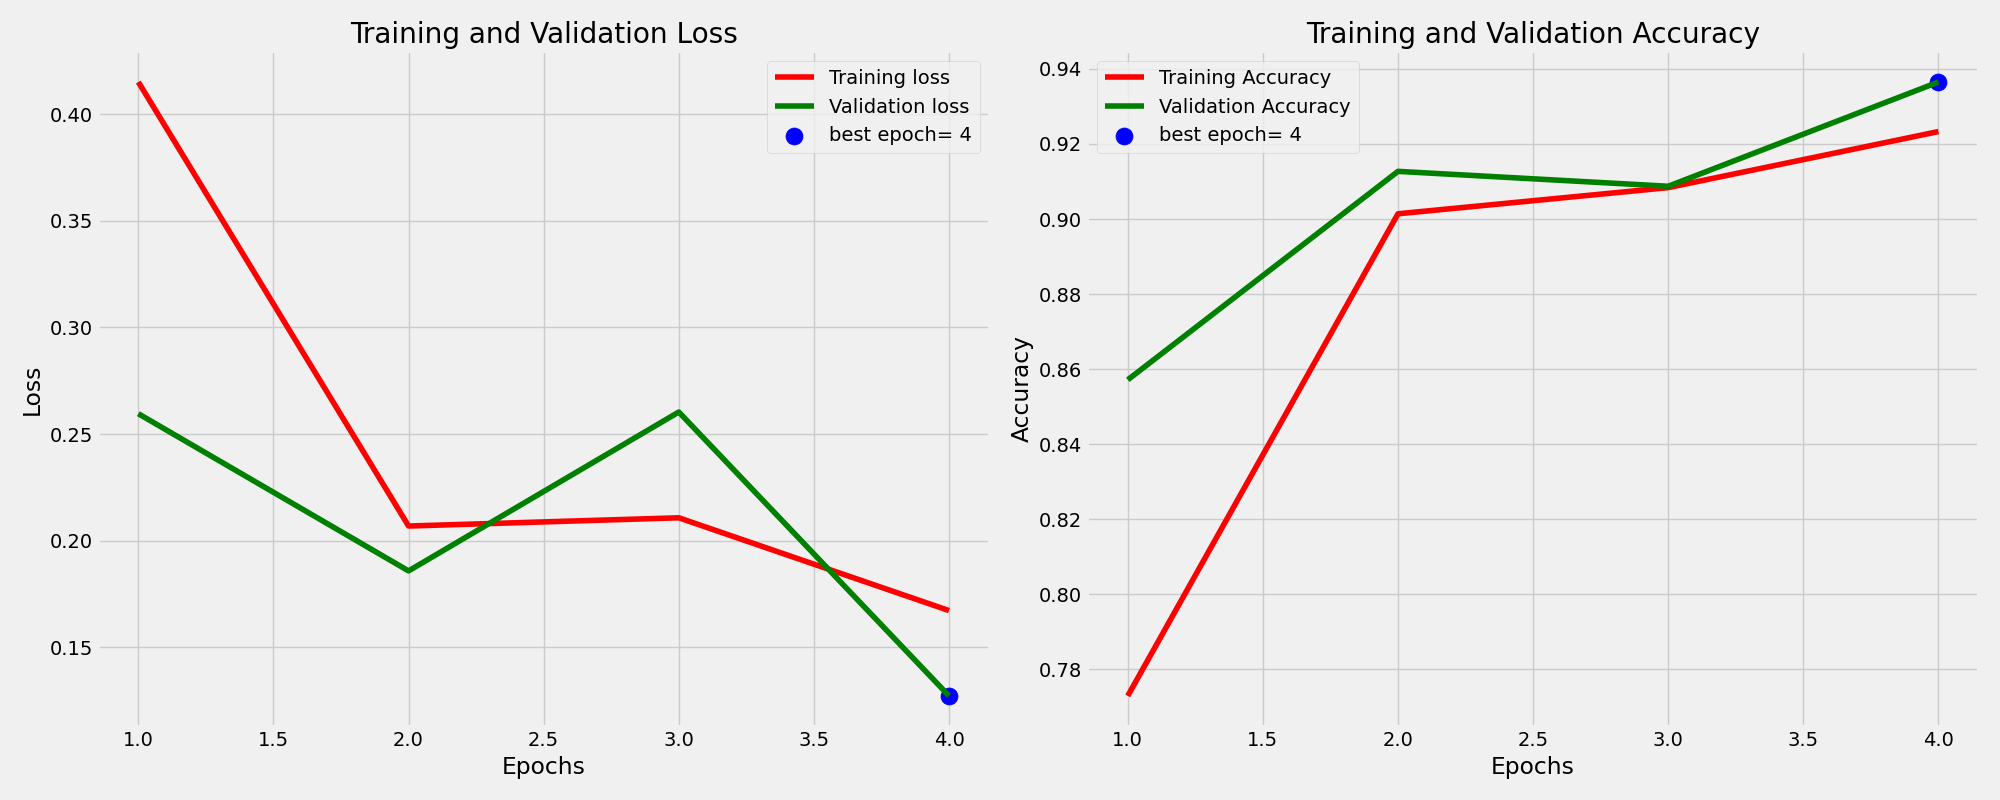 Training and Validation Loss
Training loss
Validation loss
best epoch= 4
0.40
0.35
0.30
0.25
0.20
0.15
Loss
1.0 1.5 2.0 2.5 3.0 3.5 4.0
Epochs
Training and Validation Accuracy
Training Accuracy
Validation Accuracy
best epoch= 4
0.94
0.92
0.90
0.88
0.86
0.84
0.82
0.80
0.78
Accuracy
1.0 1.5 2.0 2.5 3.0 3.5 4.0
Epochs